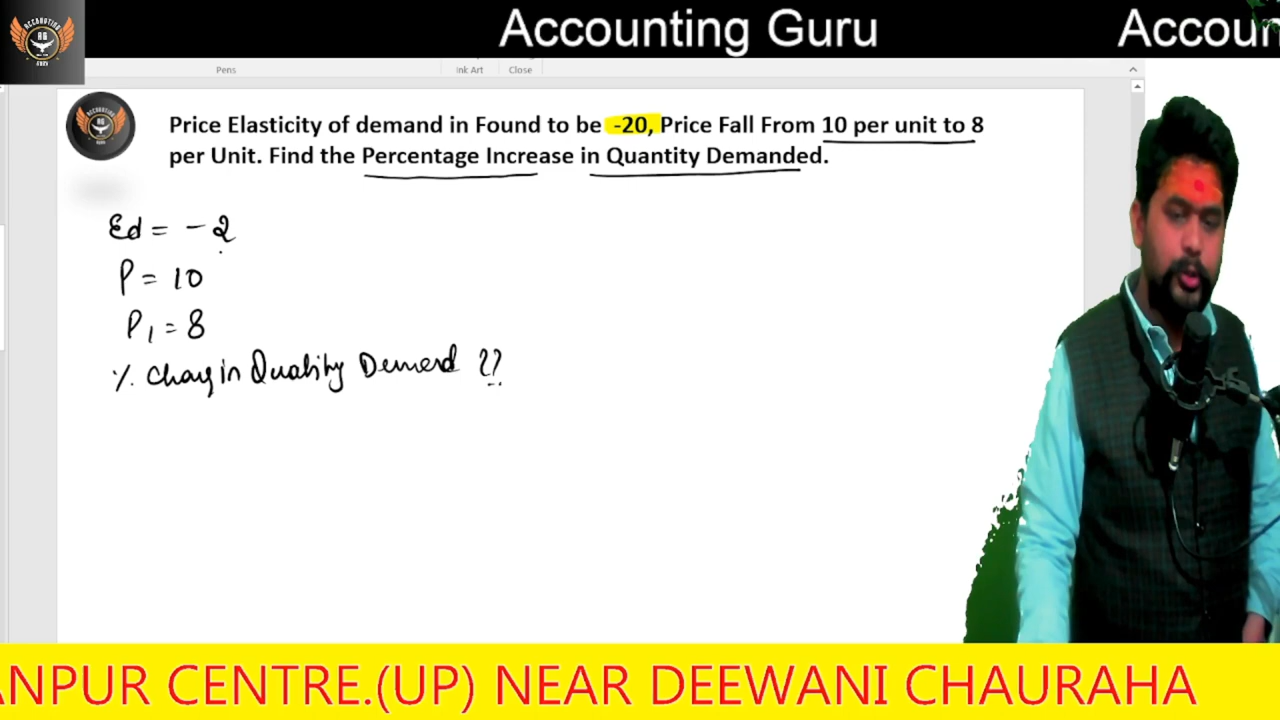 Accounting Guru
Accoun
Pens
Ink Art
Close
Price Elasticity of demand in Found to be -20, Price Fall From 10 per unit to 8
per Unit. Find the Percentage Increase in Quantity Demanded.
Ed = -2
P = 10
P1 = 8
% Chang in Quality Demend ??
ANPUR CENTRE.(UP) NEAR DEEWANI CHAURAHA